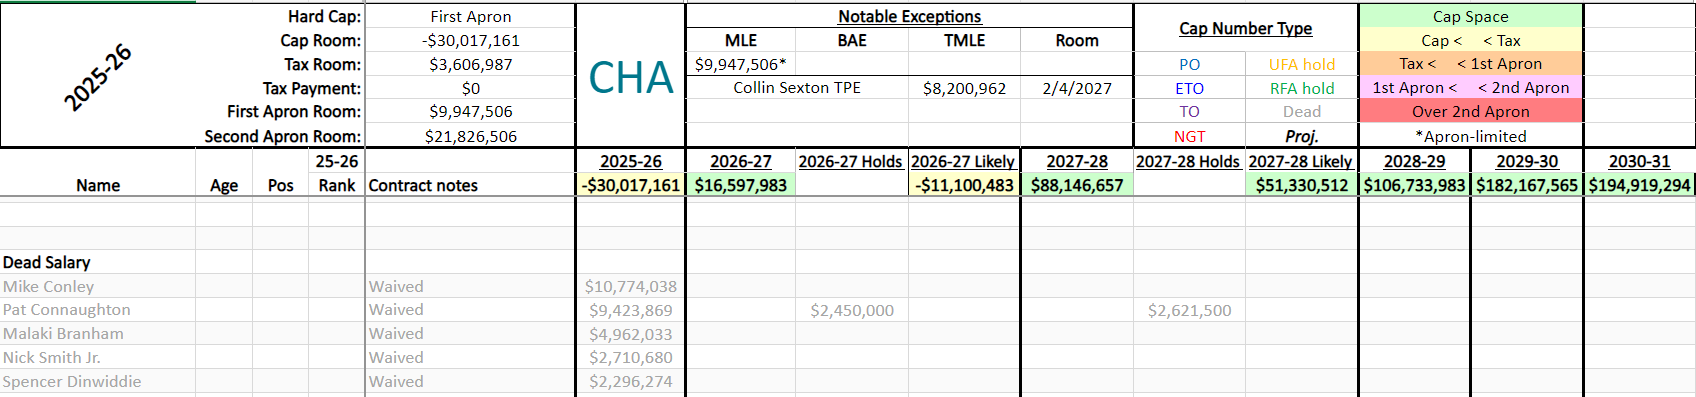 2025-26
Hard Cap: First Apron
Cap Room: -$30,017,161
Tax Room: $3,606,987
Tax Payment: $0
First Apron Room: $9,947,506
Second Apron Room: $21,826,506
CHA
Notable Exceptions
MLE BAE TMLE Room
$9,947,506*
Collin Sexton TPE $8,200,962 2/4/2027
Cap Number Type
PO UFA hold
ETO RFA hold
TO Dead
NGT Proj.
Cap Space
Cap < < Tax
Tax < < 1st Apron
1st Apron < < 2nd Apron
Over 2nd Apron
*Apron-limited
25-26 2025-26 2026-27 2026-27 Holds 2026-27 Likely 2027-28 2027-28 Holds 2027-28 Likely 2028-29 2029-30 2030-31
Name Age Pos Rank Contract notes -$30,017,161 $16,597,983 -$11,100,483 $88,146,657 $51,330,512 $106,733,983 $182,167,565 $194,919,294
Dead Salary
Mike Conley Waived $10,774,038
Pat Connaughton Waived $9,423,869 $2,450,000 $2,621,500
Malaki Branham Waived $4,962,033
Nick Smith Jr. Waived $2,710,680
Spencer Dinwiddie Waived $2,296,274